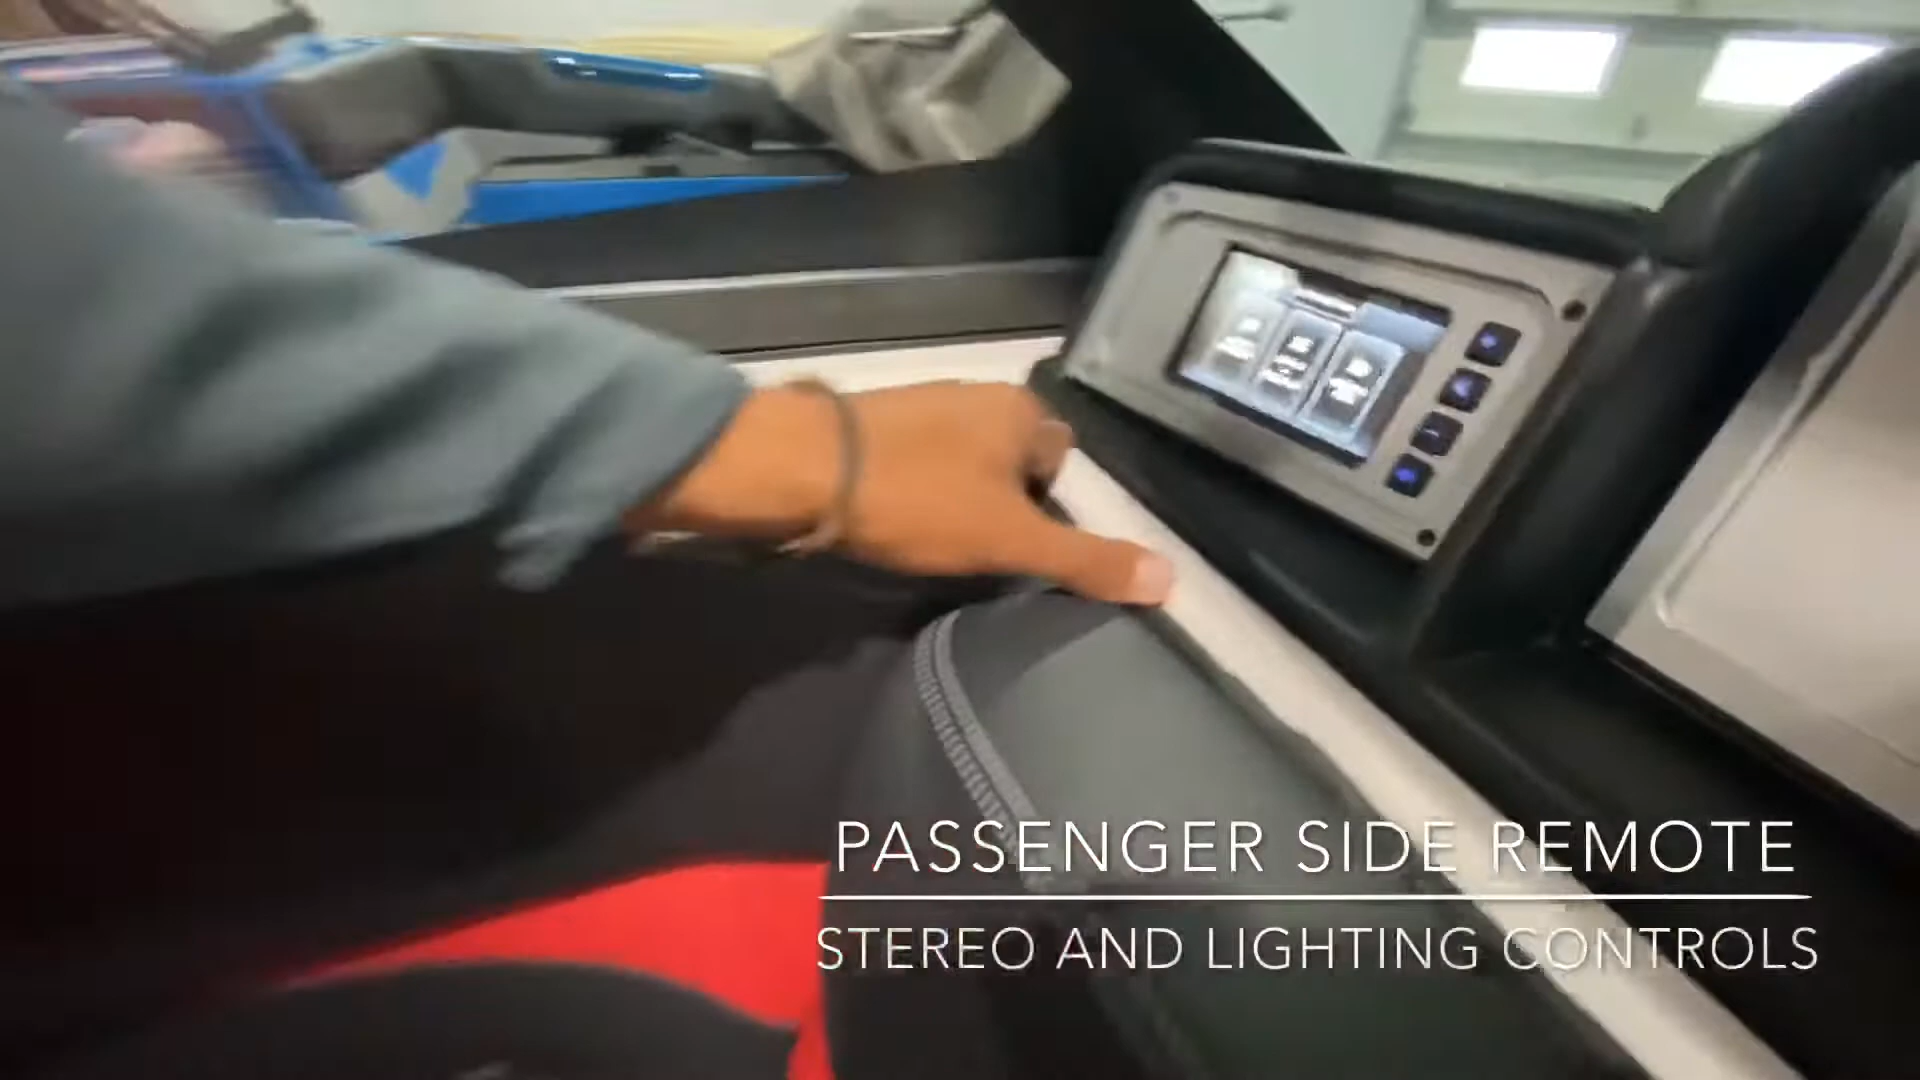 PASSENGER SIDE REMOTE
STEREO AND LIGHTING CONTROLS